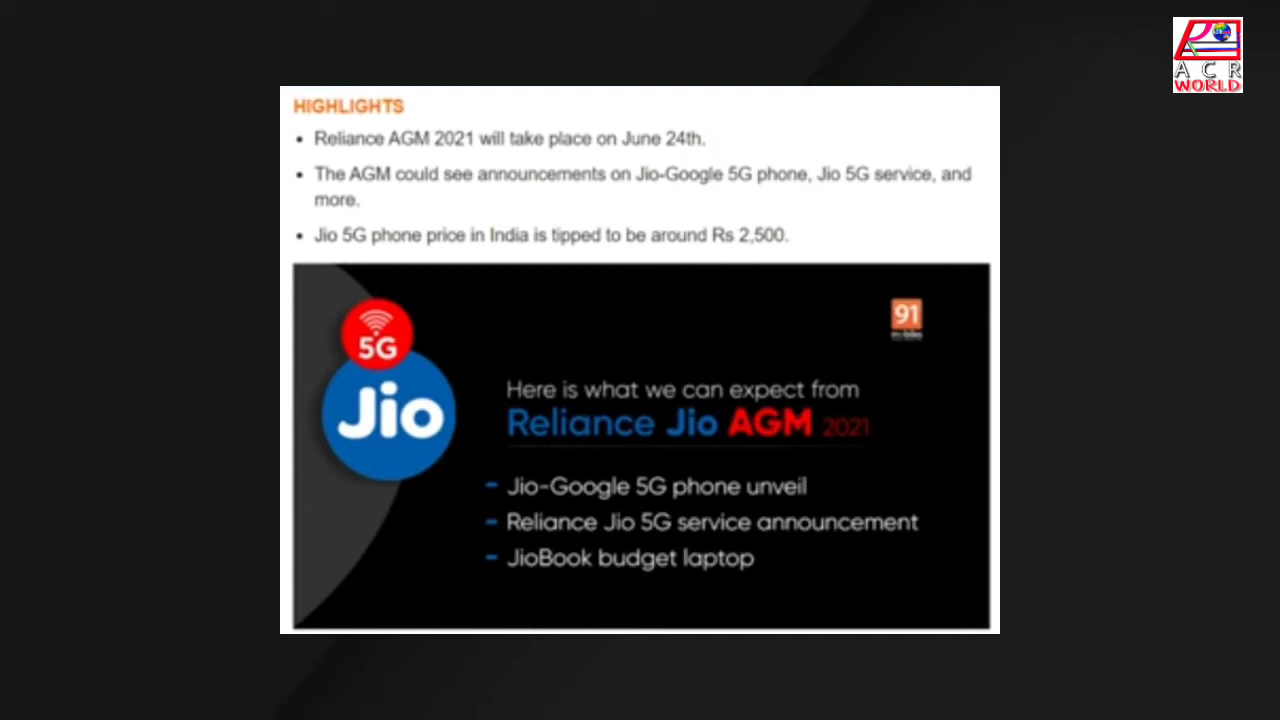 ACR
WORLD
HIGHLIGHTS
• Reliance AGM 2021 will take place on June 24th.
• The AGM could see announcements on Jio-Google 5G phone, Jio 5G service, and
more.
• Jio 5G phone price in India is tipped to be around Rs 2,500.
5G
Jio
91
mobiles
Here is what we can expect from
Reliance Jio AGM 2021
- Jio-Google 5G phone unveil
- Reliance Jio 5G service announcement
- JioBook budget laptop